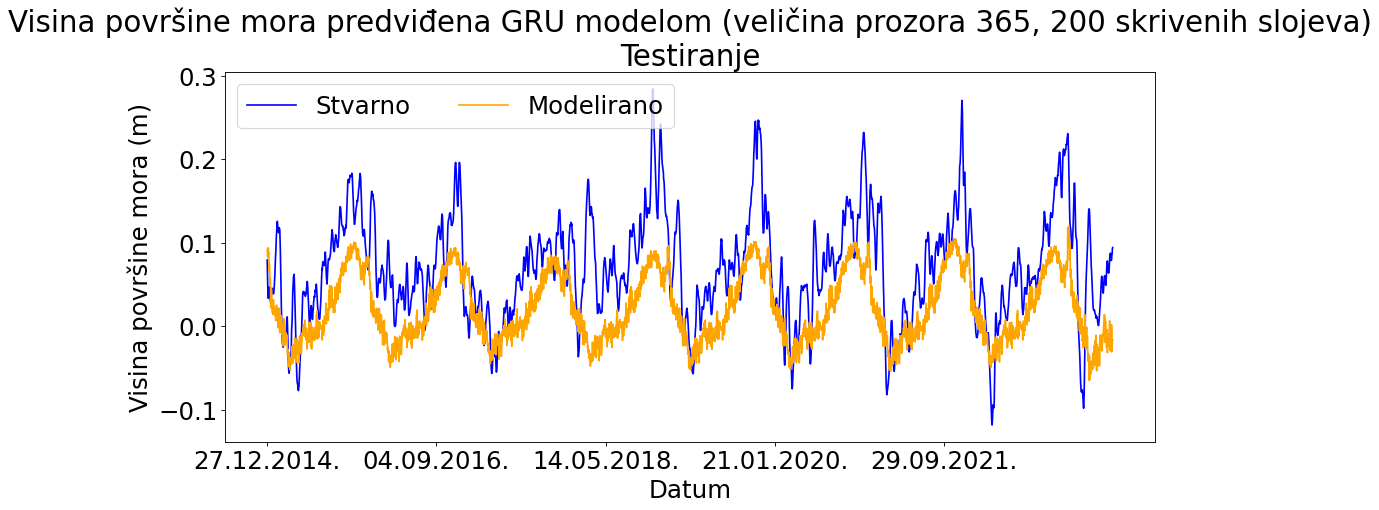 Visina površine mora predviđena GRU modelom (veličina prozora 365, 200 skrivenih slojeva)
Testiranje
Stvarno
Modelirano
Visina površine mora (m)
0.3
0.2
0.1
0.0
−0.1
27.12.2014.
04.09.2016.
14.05.2018.
21.01.2020.
29.09.2021.
Datum